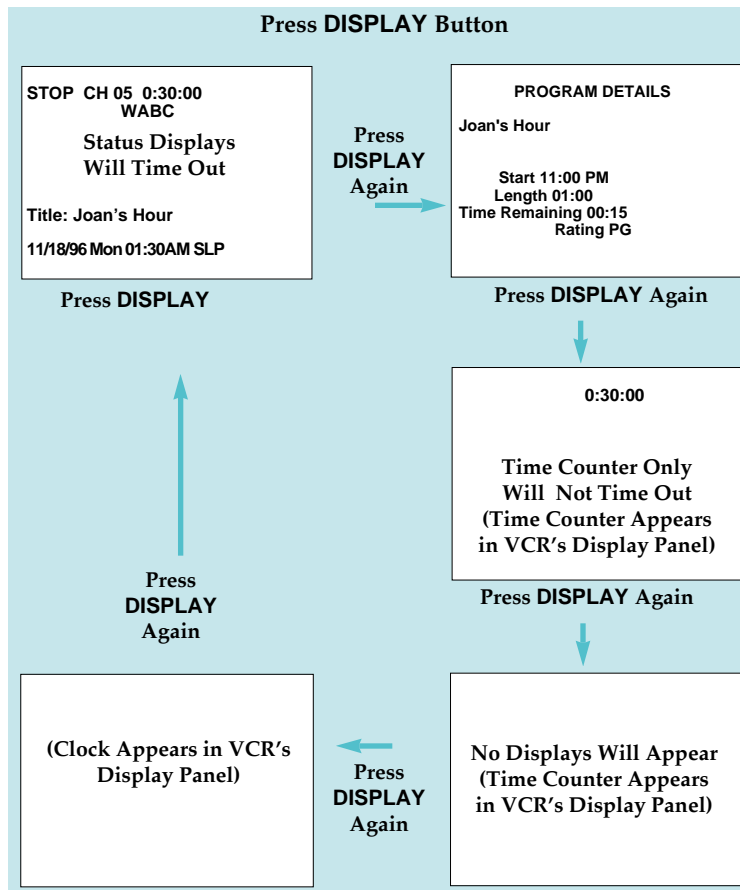 Press DISPLAY Button
STOP CH 05 0:30:00
WABC
Status Displays
Will Time Out
Title: Joan's Hour
11/18/96 Mon 01:30AM SLP
Press DISPLAY
Press
DISPLAY
Again
PROGRAM DETAILS
Joan's Hour
Start 11:00 PM
Length 01:00
Time Remaining 00:15
Rating PG
Press DISPLAY Again
0:30:00
Time Counter Only
Will Not Time Out
(Time Counter Appears
in VCR's Display Panel)
Press DISPLAY Again
No Displays Will Appear
(Time Counter Appears
in VCR's Display Panel)
Press
DISPLAY
Again
(Clock Appears in VCR's
Display Panel)
Press
DISPLAY
Again